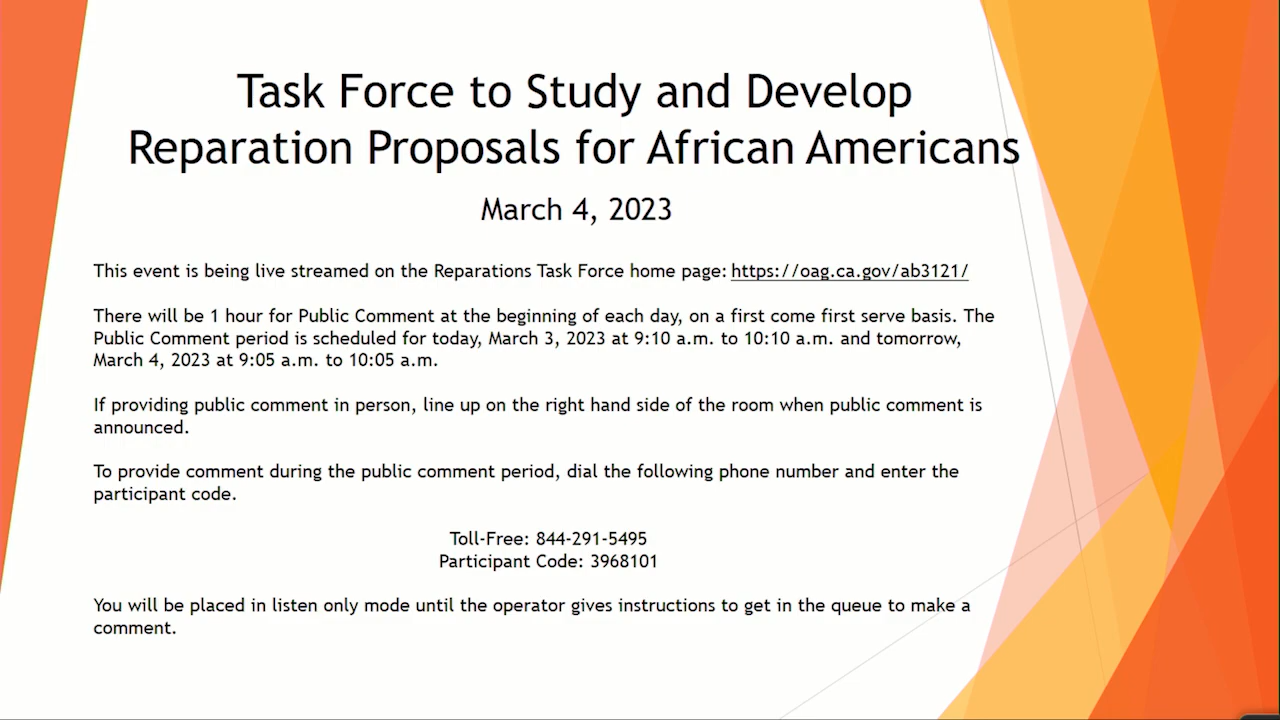 Task Force to Study and Develop
Reparation Proposals for African Americans
March 4, 2023
This event is being live streamed on the Reparations Task Force home page: https://oag.ca.gov/ab3121/
There will be 1 hour for Public Comment at the beginning of each day, on a first come first serve basis. The
Public Comment period is scheduled for today, March 3, 2023 at 9:10 a.m. to 10:10 a.m. and tomorrow,
March 4, 2023 at 9:05 a.m. to 10:05 a.m.
If providing public comment in person, line up on the right hand side of the room when public comment is
announced.
To provide comment during the public comment period, dial the following phone number and enter the
participant code.
Toll-Free: 844-291-5495
Participant Code: 3968101
You will be placed in listen only mode until the operator gives instructions to get in the queue to make a
comment.